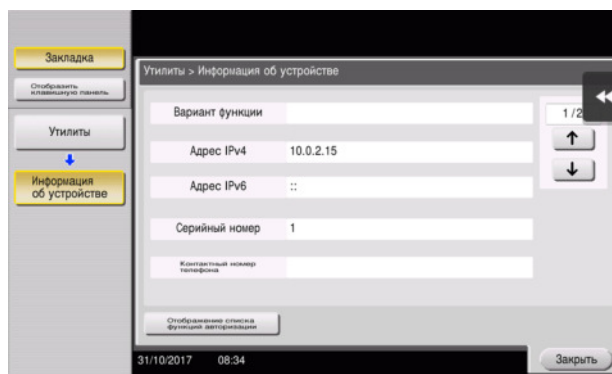 Закладка
Отобразить
клавишную панель
Утилиты
Информация
об устройстве
Утилиты > Информация об устройстве
Вариант функции
1/2
Адрес IPv4 10.0.2.15
Адрес IPv6 ::
Серийный номер 1
Контактный номер
телефона
Отображение списка
функций авторизации
31/10/2017 08:34
Закрыть